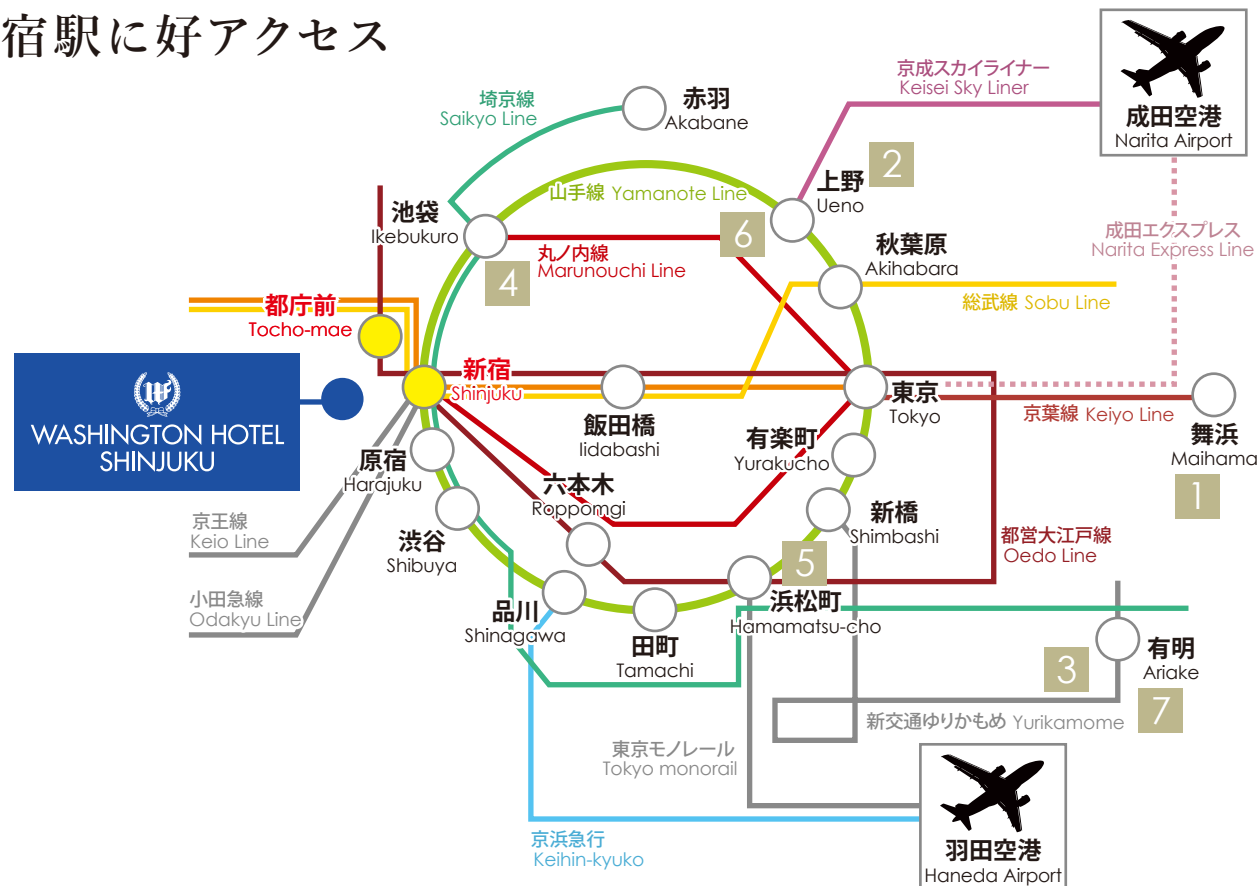 宿駅に好アクセス
京成スカイライナー
Keisei Sky Liner
成田空港
Narita Airport
埼京線
Saikyo Line
赤羽
Akabane
山手線 Yamanote Line
上野
Ueno
2
池袋
Ikebukuro
丸ノ内線
Marunouchi Line
6
4
秋葉原
Akihabara
成田エクスプレス
Narita Express Line
総武線 Sobu Line
都庁前
Tocho-mae
新宿
Shinjuku
W
WASHINGTON HOTEL
SHINJUKU
飯田橋
Iidabashi
東京
Tokyo
京葉線 Keiyo Line
舞浜
Maihama
1
有楽町
Yurakucho
原宿
Harajuku
六本木
Roppomgi
新橋
Shimbashi
京王線
Keio Line
渋谷
Shibuya
都営大江戸線
Oedo Line
5
小田急線
Odakyu Line
品川
Shinagawa
田町
Tamachi
浜松町
Hamamatsu-cho
有明
Ariake
3
7
新交通ゆりかもめ Yurikamome
東京モノレール
Tokyo monorail
京浜急行
Keihin-kyuko
羽田空港
Haneda Airport